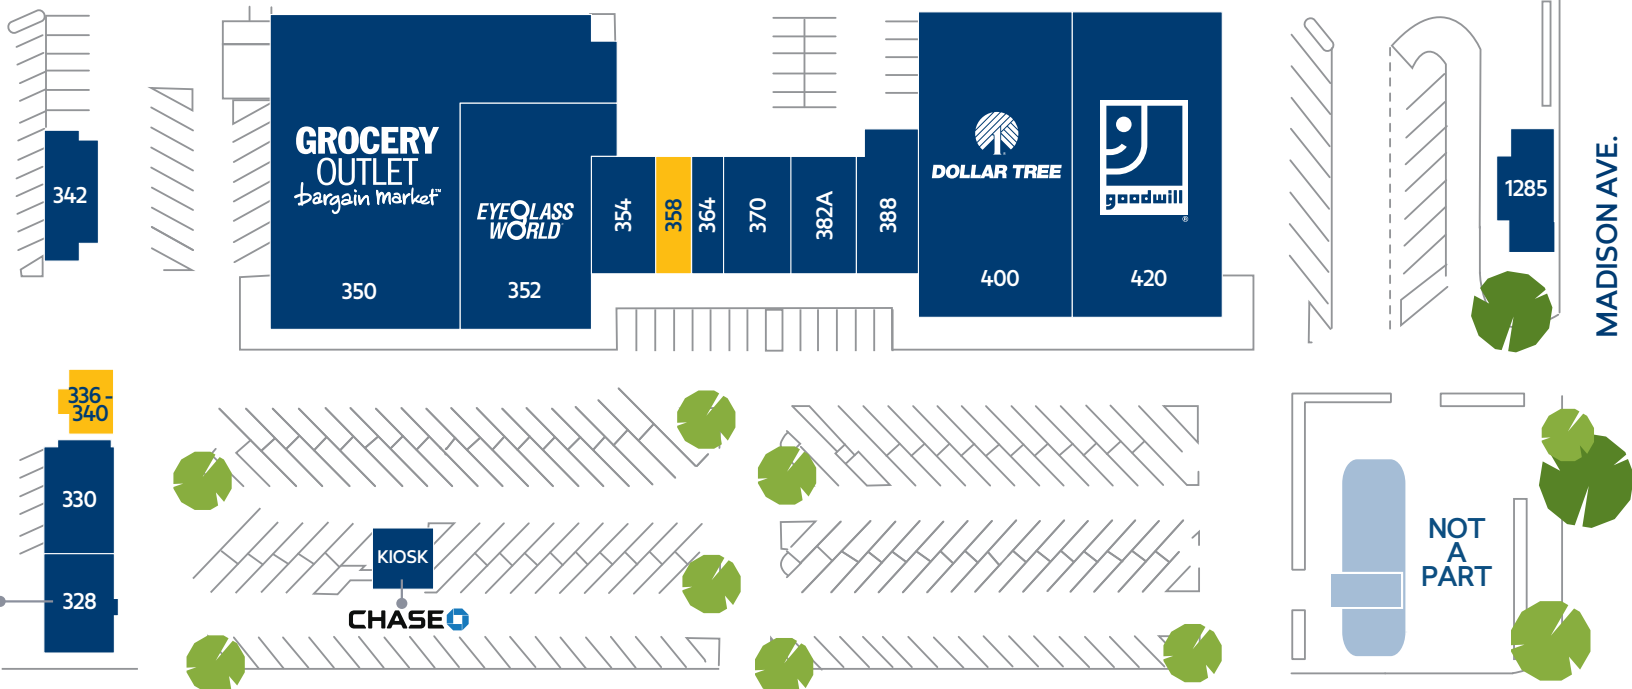 GROCERY
OUTLET
bargain market™
350
EYEGLASS
WORLD
352
354
358
364
370
382A
388
DOLLAR TREE
400
goodwill
®
420
342
1285
MADISON AVE.
336 -
340
330
328
KIOSK
CHASE
NOT
A
PART